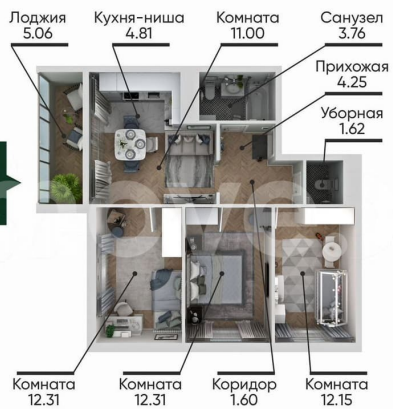 Лоджия
5.06
Кухня-ниша
4.81
Комната
11.00
Санузел
3.76
Прихожая
4.25
Уборная
1.62
Комната
12.31
Комната
12.31
Коридор
1.60
Комната
12.15